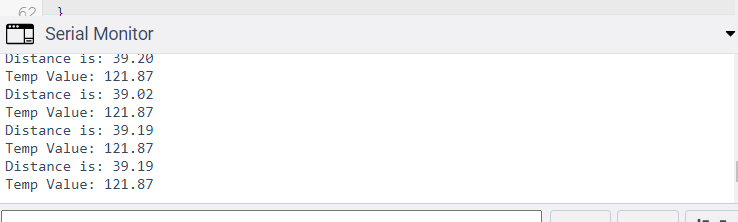 62 }
Serial Monitor
Distance is: 39.20
Temp Value: 121.87
Distance is: 39.02
Temp Value: 121.87
Distance is: 39.19
Temp Value: 121.87
Distance is: 39.19
Temp Value: 121.87